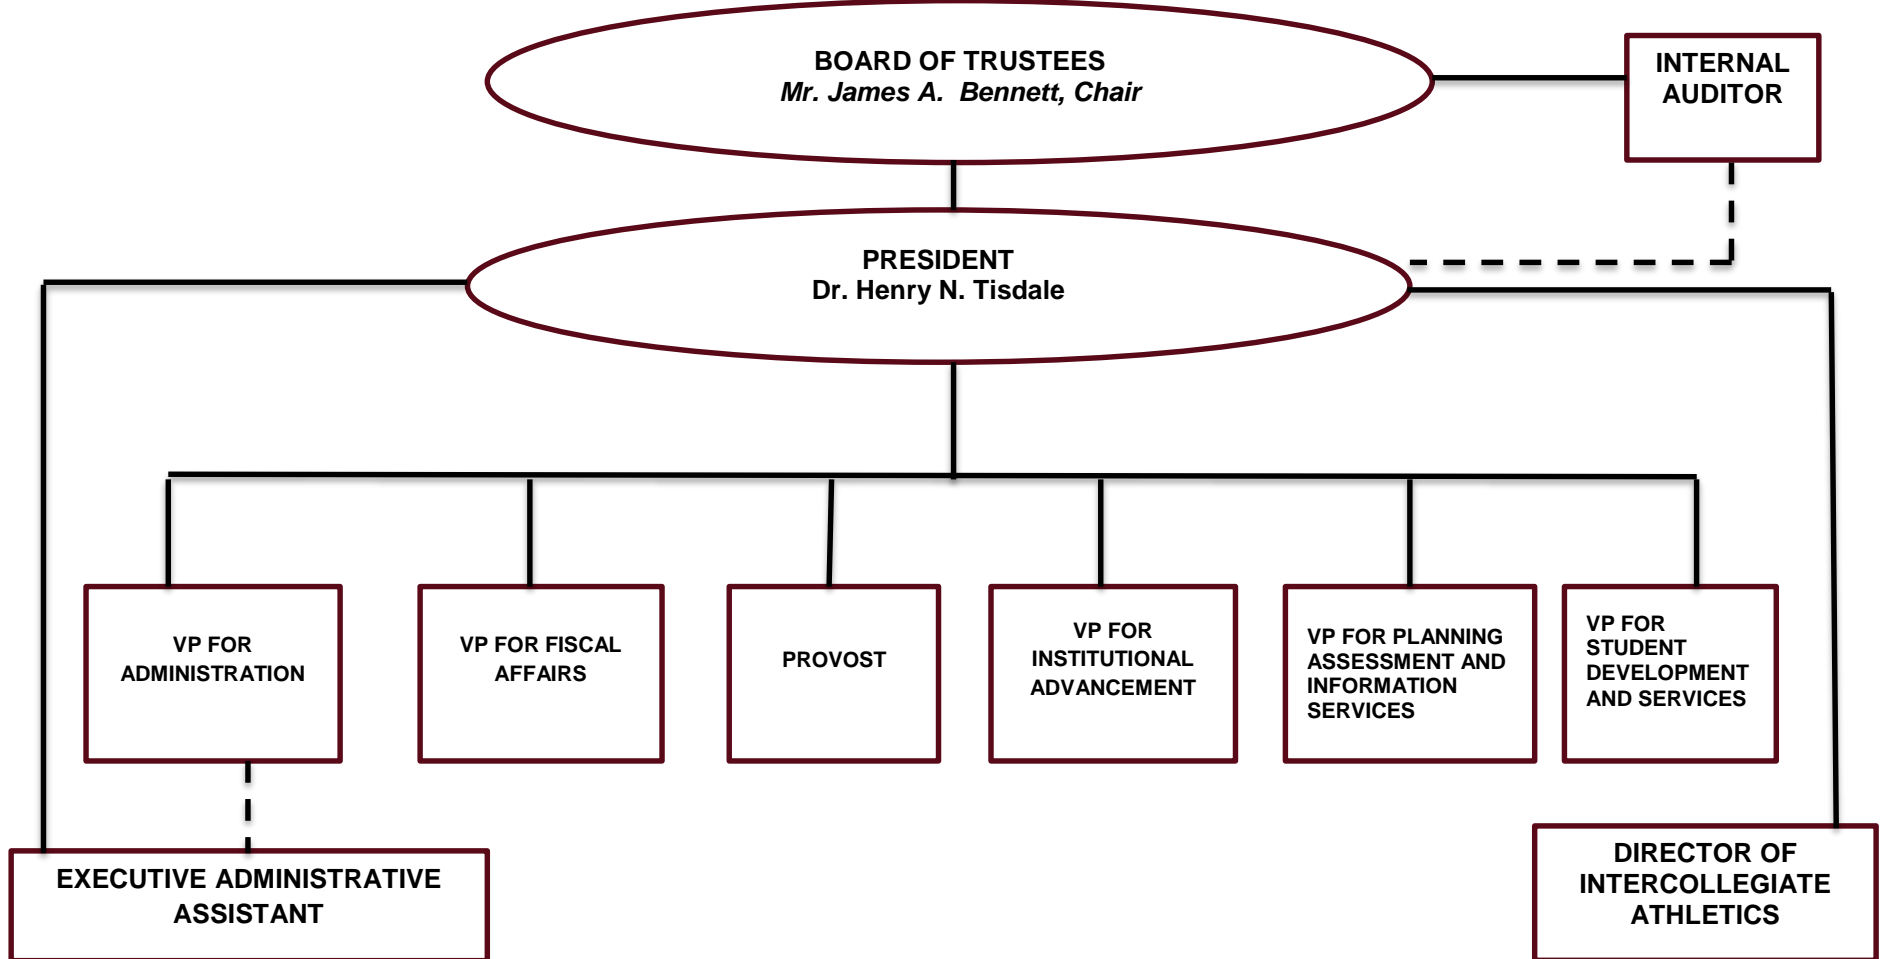 BOARD OF TRUSTEES
Mr. James A. Bennett, Chair
INTERNAL
AUDITOR
PRESIDENT
Dr. Henry N. Tisdale
VP FOR
ADMINISTRATION
VP FOR FISCAL
AFFAIRS
PROVOST
VP FOR
INSTITUTIONAL
ADVANCEMENT
VP FOR PLANNING
ASSESSMENT AND
INFORMATION
SERVICES
VP FOR
STUDENT
DEVELOPMENT
AND SERVICES
EXECUTIVE ADMINISTRATIVE
ASSISTANT
DIRECTOR OF
INTERCOLLEGIATE
ATHLETICS